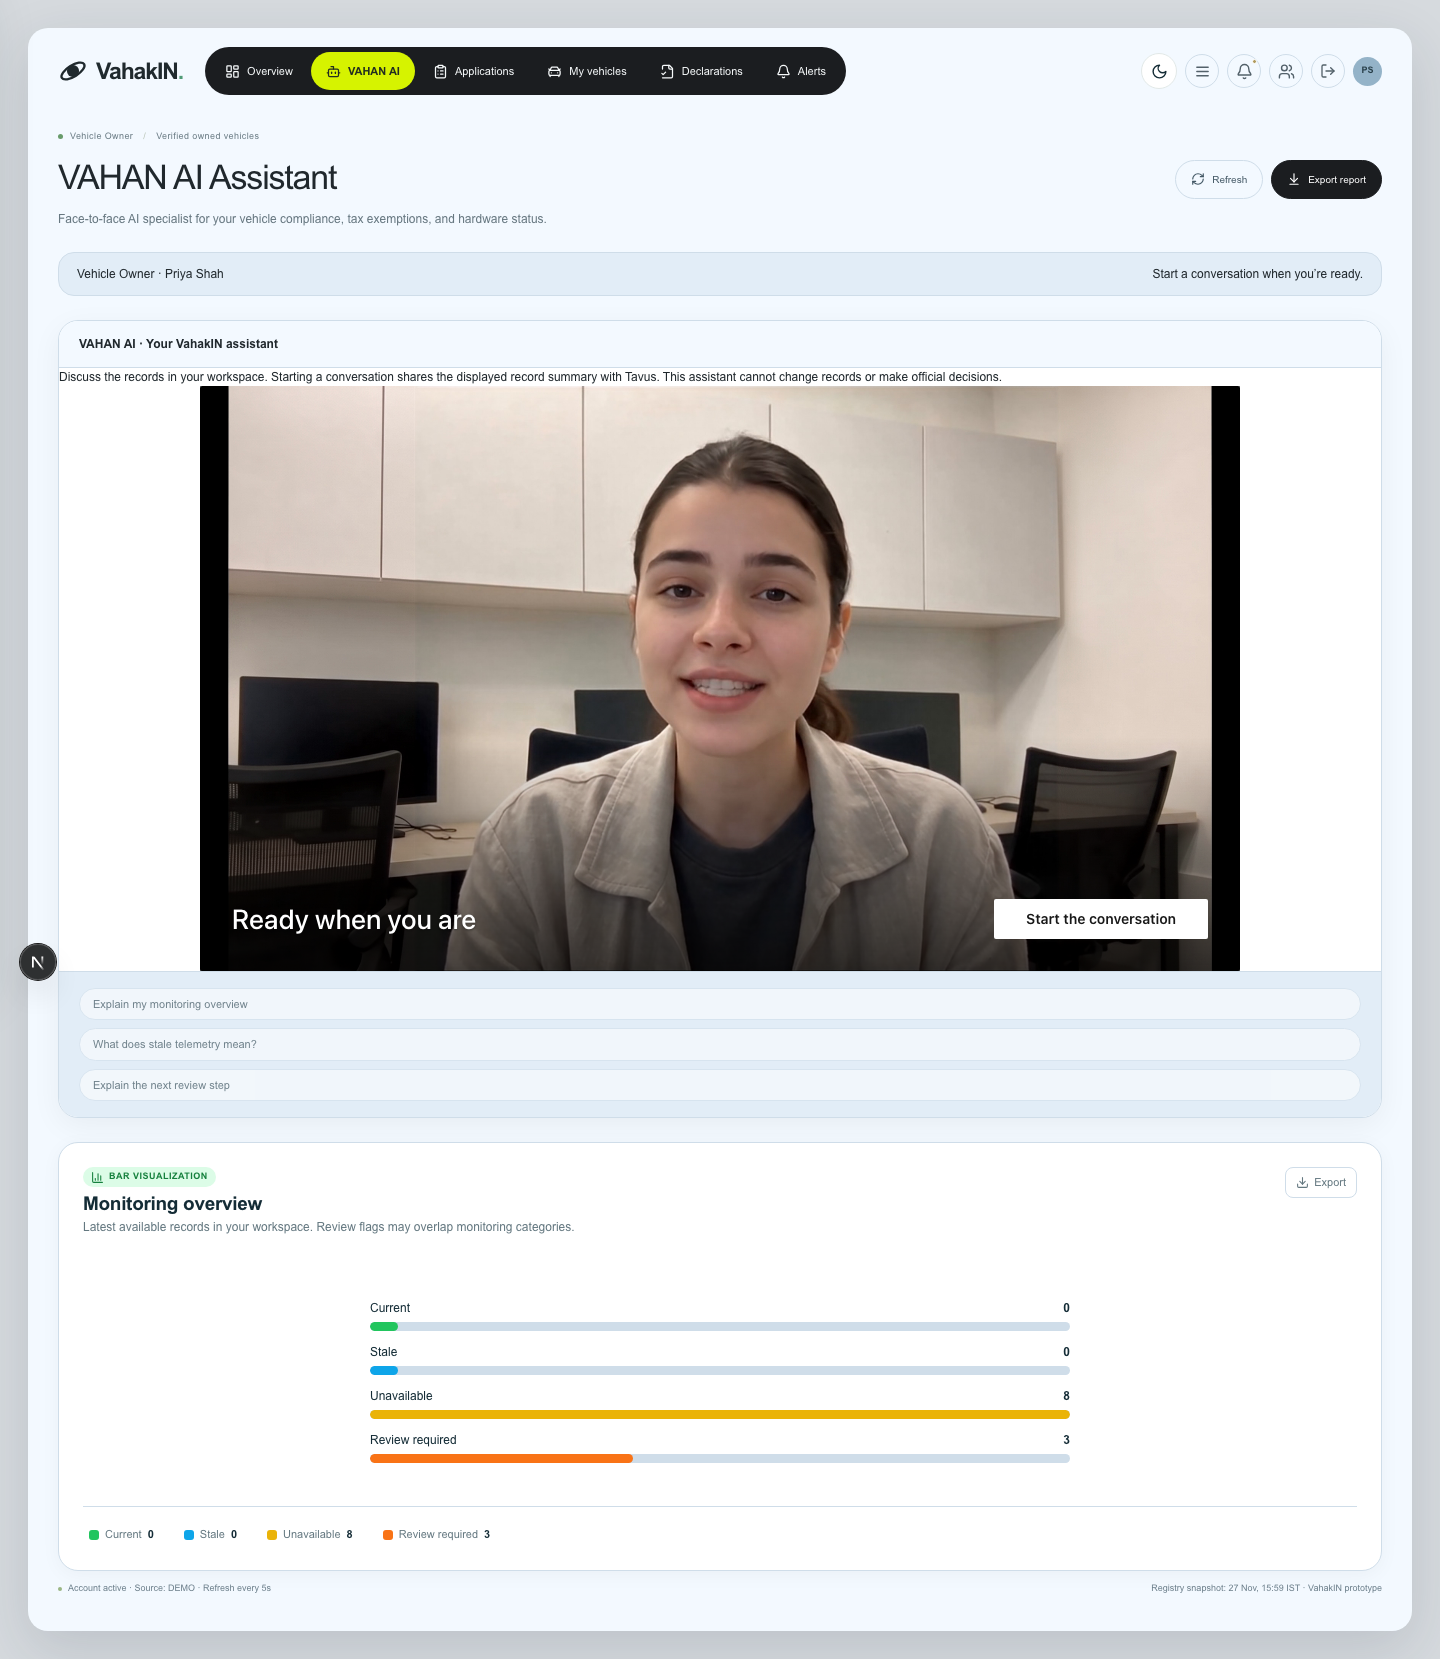 VahakIN.
Overview
VAHAN AI
Applications
My vehicles
Declarations
Alerts
PS
Vehicle Owner / Verified owned vehicles
VAHAN AI Assistant
Refresh
Export report
Face-to-face AI specialist for your vehicle compliance, tax exemptions, and hardware status.
Vehicle Owner · Priya Shah
Start a conversation when you're ready.
VAHAN AI · Your VahakIN assistant
Discuss the records in your workspace. Starting a conversation shares the displayed record summary with Tavus. This assistant cannot change records or make official decisions.
Ready when you are
Start the conversation
N
Explain my monitoring overview
What does stale telemetry mean?
Explain the next review step
BAR VISUALIZATION
Export
Monitoring overview
Latest available records in your workspace. Review flags may overlap monitoring categories.
Current 0
Stale 0
Unavailable 8
Review required 3
Current 0 Stale 0 Unavailable 8 Review required 3
Account active · Source: DEMO · Refresh every 5s
Registry snapshot: 27 Nov, 15:59 IST · VahakIN prototype